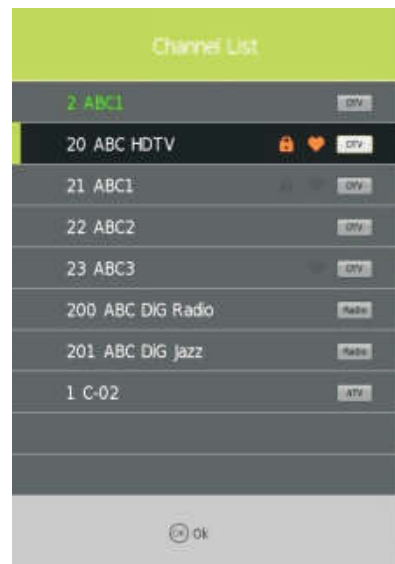 Channel List
2 ABC1 DTV
20 ABC HDTV DTV
21 ABC1 DTV
22 ABC2 DTV
23 ABC3 DTV
200 ABC DiG Radio Radio
201 ABC DiG Jazz Radio
1 C-02 ATV
OK Ok